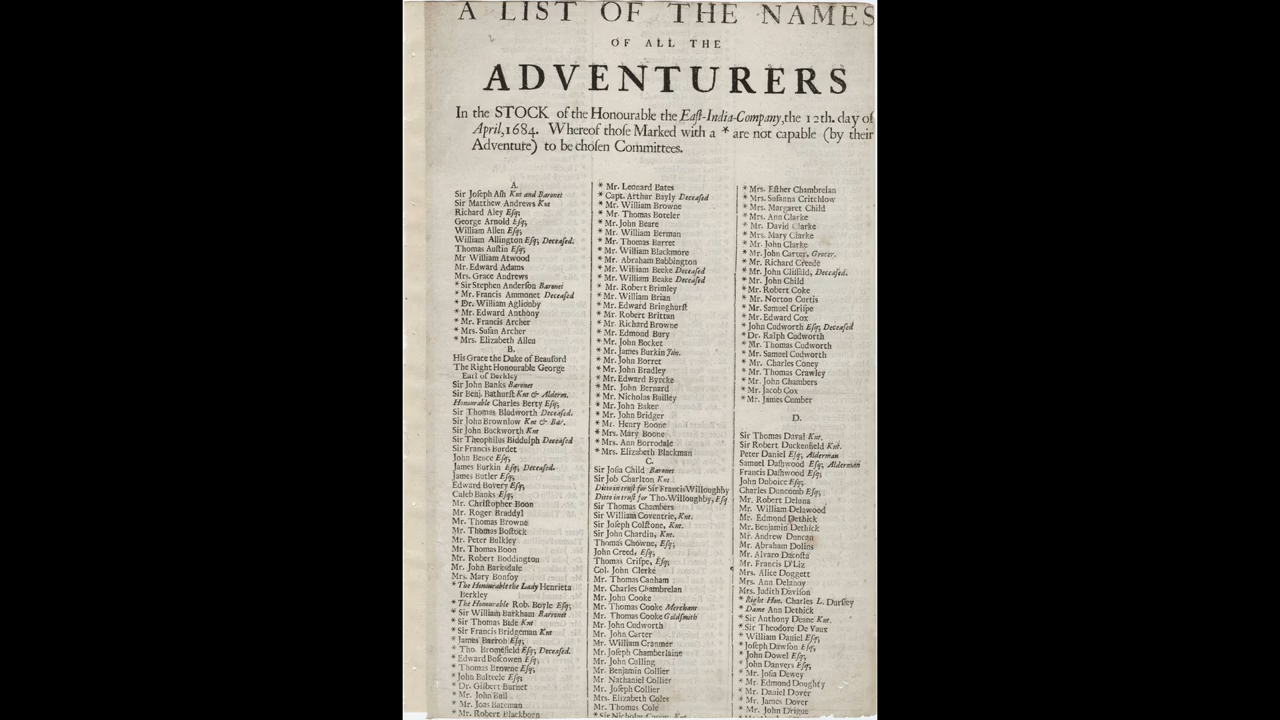 A LIST OF THE NAMES
OF ALL THE
ADVENTURERS
In the STOCK of the Honourable the Eaſt-India-Company, the 12th. day of
April, 1684. Whereof thoſe Marked with a * are not capable (by their
Adventure) to be choſen Committees.
A.
Sir Joſeph Aſh Knt and Baronet
Sir Matthew Andrews Knt
Richard Aley Eſq;
George Arnold Eſq;
William Allen Eſq;
William Allington Eſq; Deceaſed.
Thomas Auſtin Eſq;
Mr William Atwood
Mr. Edward Adams
Mrs. Grace Andrews
* Sir Stephen Anderſon Baronet
* Mr. Francis Ammonet Deceaſed
* Dr. William Aglionby
* Mr. Edward Anthony
* Mr. Francis Archer
* Mrs. Suſan Archer
* Mrs. Elizabeth Allen
B.
His Grace the Duke of Beauford
The Right Honourable George
Earl of Berkley
Sir John Banks Baronet
Sir Benj. Bathurſt Knt & Alderm.
Honourable Charles Berty Eſq;
Sir Thomas Bludworth Deceaſed.
Sir John Brownlow Knt & Bar.
Sir John Buckworth Knt
Sir Theophilus Biddulph Deceaſed
Sir Francis Burdet
John Bence Eſq;
James Burkin Eſq; Deceaſed.
James Butler Eſq;
Edward Bovery Eſq;
Caleb Banks Eſq;
Mr. Chriſtopher Boon
Mr. Roger Braddyl
Mr. Thomas Browne
Mr. Thomas Boſtock
Mr. Peter Bulkley
Mr. Thomas Boon
Mr. Robert Boddington
Mr. John Barkſdale
Mrs. Mary Bonfoy
* The Honourable the Lady Henrieta
Berkley
* The Honourable Rob. Boyle Eſq;
* Sir William Barkham Barronet
* Sir Thomas Bide Knt
* Sir Francis Bridgeman Knt
* James Barroh Eſq;
* Tho. Bromefield Eſq; Deceaſed.
* Edward Boſcowen Eſq;
* Thomas Browne Eſq;
* John Balteele Eſq;
* Dr. Gilbert Burnet
* Mr. John Bull
* Mr. Joas Bateman
* Mr. Robert Blackborn
* Mr. Leonard Bates
* Capt. Arthur Bayly Deceaſed
* Mr. William Browne
* Mr. Thomas Boteler
* Mr. John Beare
* Mr. William Berman
* Mr. Thomas Barret
* Mr. William Blackmore
* Mr. Abraham Babbington
* Mr. William Beeke Deceaſed
* Mr. William Beake Deceaſed
* Mr. Robert Brimley
* Mr. William Brian
* Mr. Edward Bringhurſt
* Mr. Robert Brittan
* Mr. Richard Browne
* Mr. Edmond Bury
* Mr. John Bocket
* Mr. James Burkin Jun.
* Mr. John Borret
* Mr. John Bradley
* Mr. Edward Byrcke
* Mr. John Bernard
* Mr. Nicholas Bailley
* Mr. John Baker
* Mr. John Bridger
* Mr. Henry Boone
* Mrs. Mary Boone
* Mrs. Ann Borrodale
* Mrs. Elizabeth Blackman
C.
Sir Joſia Child Baronet
Sir Job Charlton Knt
Ditto in truſt for Sir Francis Willoughby
Ditto in truſt for Tho. Willoughby, Eſq
Sir Thomas Chambers
Sir William Coventrie, Knt.
Sir Joſeph Colſtone, Knt.
Sir John Chardin, Knt.
Thomas Chowne, Eſq;
John Creed, Eſq;
Thomas Criſpe, Eſq;
Col. John Clerke
Mr. Thomas Canham
Mr. Charles Chambrelan
Mr. John Cooke
Mr. Thomas Cooke Merchant
Mr. Thomas Cooke Goldſmith
Mr. John Cudworth
Mr. John Carter
Mr. William Cranmer
Mr. Joſeph Chamberlaine
Mr. John Culling
Mr. Benjamin Collier
Mr. Nathaniel Collier
Mr. Joſeph Collier
Mrs. Elizabeth Coles
Mr. Thomas Cole
* Mrs. Eſther Chambrelan
* Mrs. Suſanna Critchlow
* Mrs. Margaret Child
* Mrs. Ann Clarke
* Mr. David Clarke
* Mrs. Mary Clarke
* Mr. John Clarke
* Mr. John Carter, Grocer.
* Mr. Richard Creede
* Mr. John Cliffald, Deceaſed.
* Mr. John Child
* Mr. Robert Coke
* Mr. Norton Curtis
* Mr. Samuel Criſpe
* Mr. Edward Cox
* John Cudworth Eſq; Deceaſed
* Dr. Ralph Cudworth
* Mr. Thomas Cudworth
* Mr. Samuel Cudworth
* Mr. Charles Coney
* Mr. Thomas Crawley
* Mr. John Chambers
* Mr. Jacob Cox
* Mr. James Comber
D.
Sir Thomas Daval Knt.
Sir Robert Duckenfield Knt.
Peter Daniel Eſq; Alderman
Samuel Daſhwood Eſq; Alderman
Francis Daſhwood Eſq;
John Duboice Eſq;
Charles Duncomb Eſq;
Mr. Robert Deluna
Mr. William Delawood
Mr. Edmond Dethick
Mr. Benjamin Dethick
Mr. Andrew Duncan
Mr. Abraham Dolins
Mr. Alvaro Dacoſta
Mr. Francis D'Liz
Mrs. Alice Doggett
Mrs. Ann Delanoy
Mrs. Judith Daviſon
* Right Hon. Charles L. Durſley
* Dame Ann Dethick
* Sir Anthony Deane Knt.
* Sir Theodore De Vaux
* William Daniel Eſq;
* Joſeph Dawſon Eſq;
* John Dowel Eſq;
* John Danvers Eſq;
* Mr. Joſia Dewey
* Mr. Edmond Doughty
* Mr. Daniel Dover
* Mr. James Dover
* Mr. John D'rigue